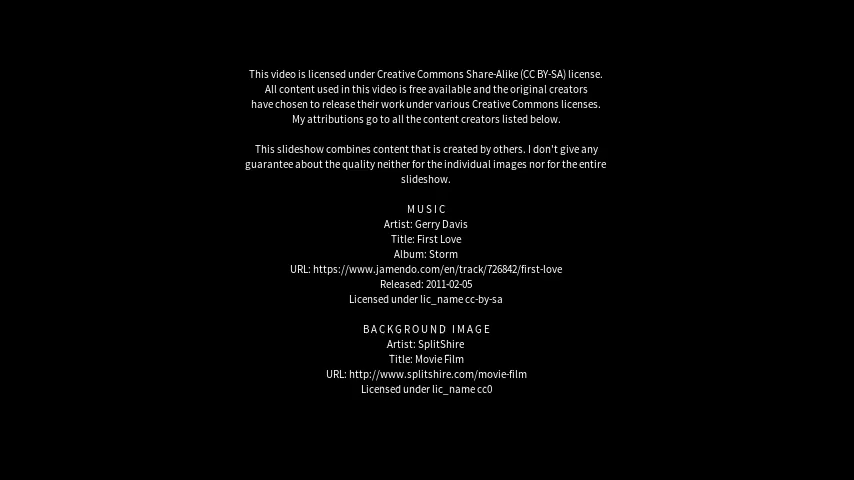 This video is licensed under Creative Commons Share-Alike (CC BY-SA) license.
All content used in this video is free available and the original creators
have chosen to release their work under various Creative Commons licenses.
My attributions go to all the content creators listed below.
This slideshow combines content that is created by others. I don't give any
guarantee about the quality neither for the individual images nor for the entire
slideshow.
MUSIC
Artist: Gerry Davis
Title: First Love
Album: Storm
URL: https://www.jamendo.com/en/track/726842/first-love
Released: 2011-02-05
Licensed under lic_name cc-by-sa
BACKGROUND IMAGE
Artist: SplitShire
Title: Movie Film
URL: http://www.splitshire.com/movie-film
Licensed under lic_name cc0